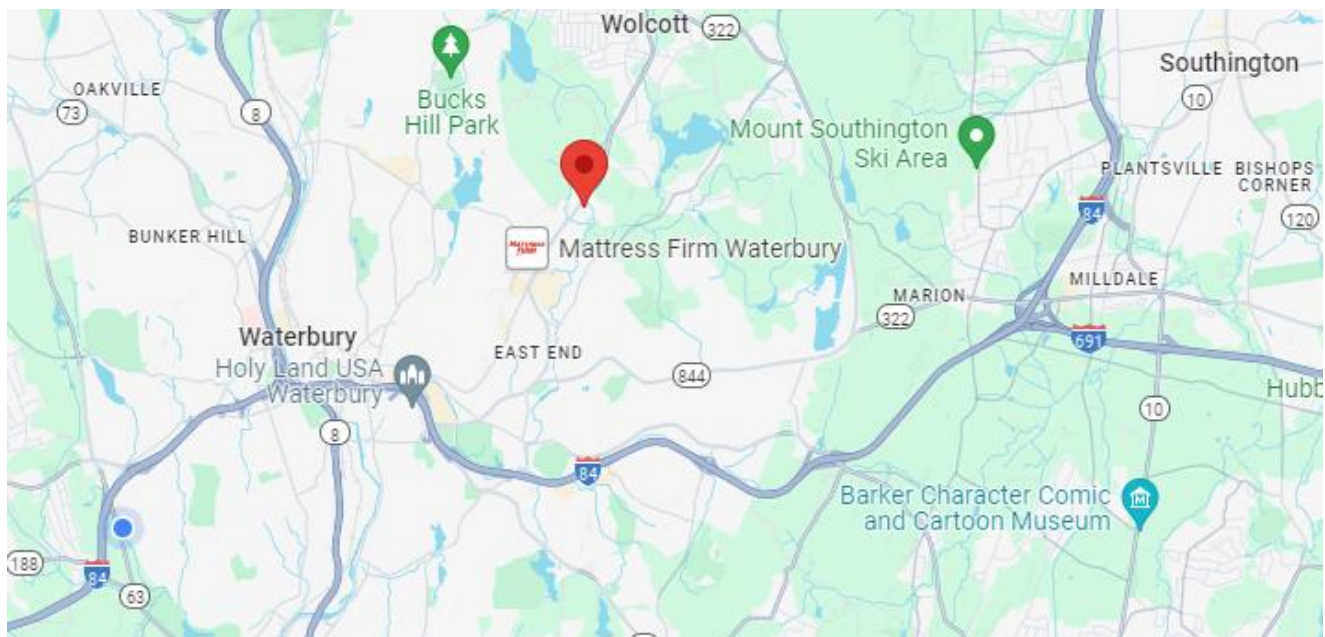 Wolcott
322
Southington
OAKVILLE
10
73
8
Bucks
Hill Park
Mount Southington
Ski Area
PLANTSVILLE
BISHOPS
CORNER
84
120
BUNKER HILL
MATTRESS
FIRM
Mattress Firm Waterbury
MILLDALE
MARION
322
Waterbury
691
EAST END
Holy Land USA
Waterbury
844
Hubb
10
8
84
Barker Character Comic
and Cartoon Museum
188
84
63